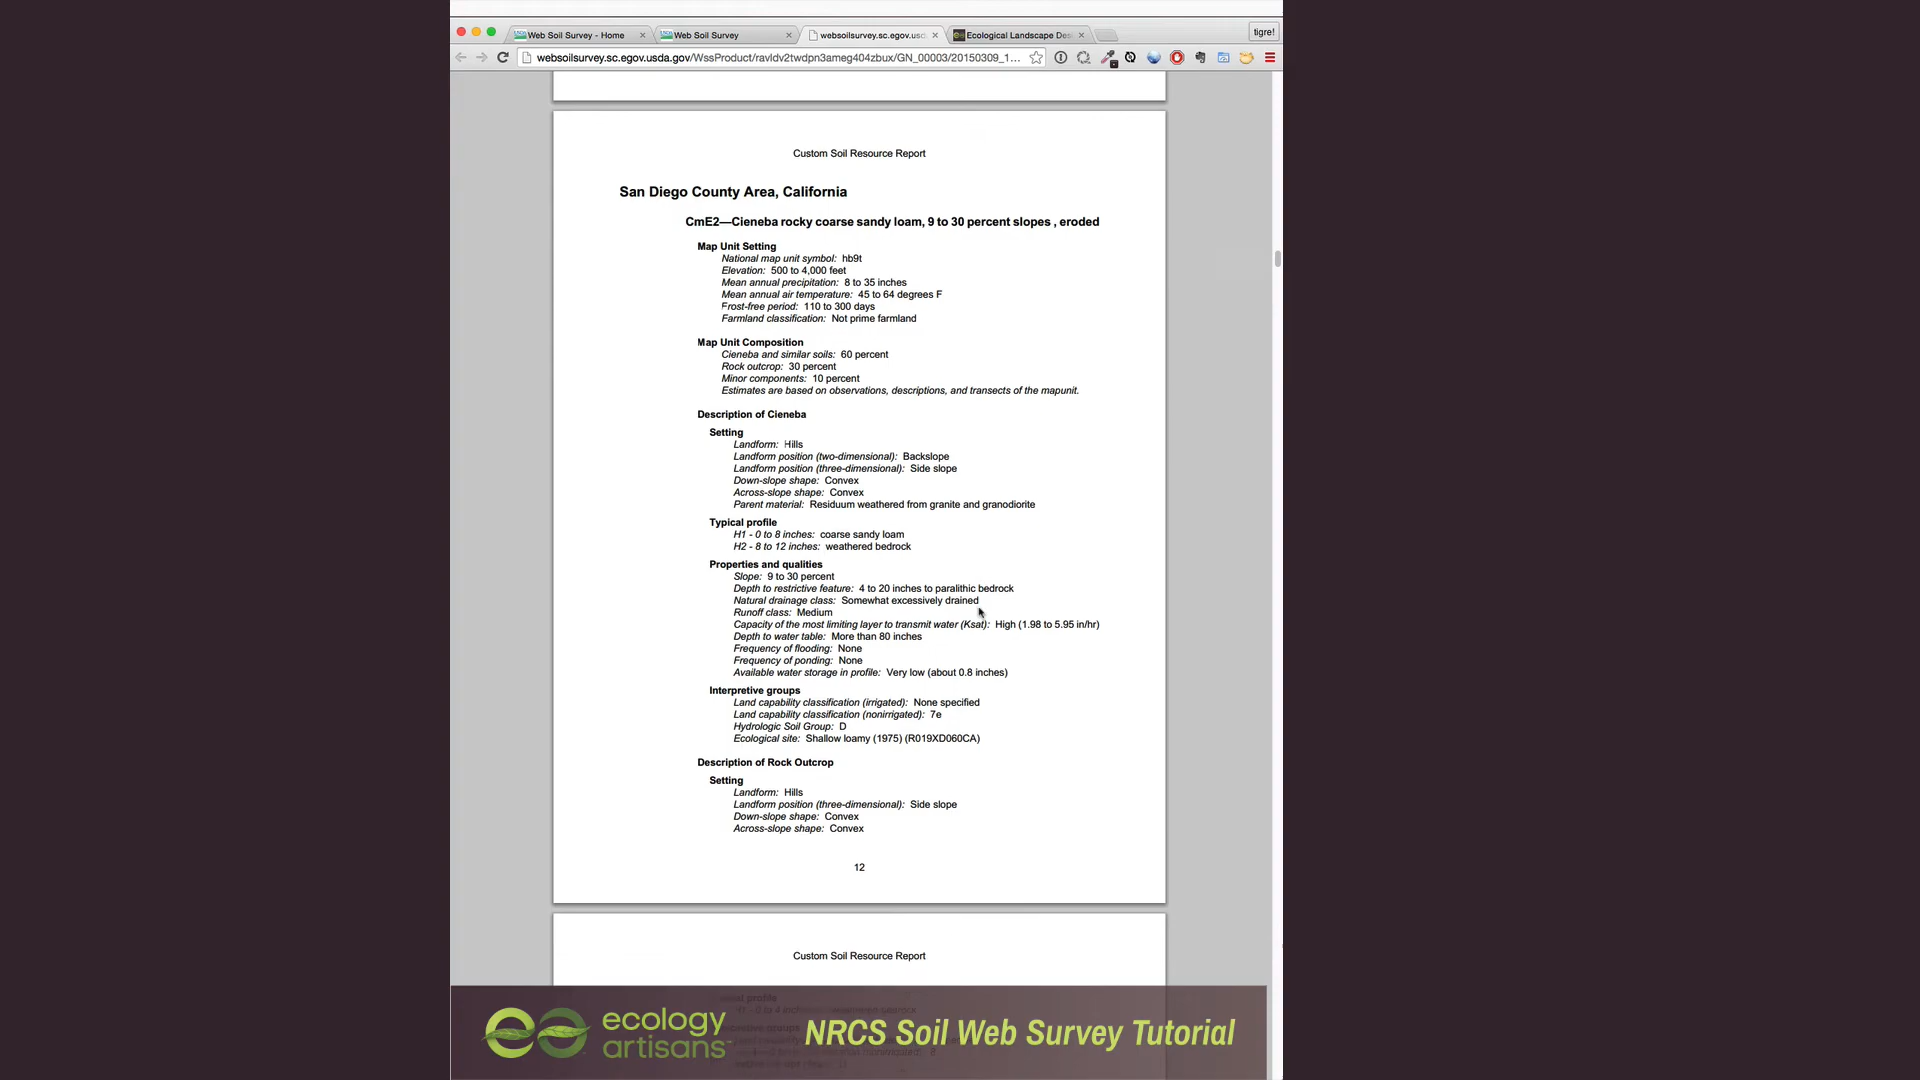 Web Soil Survey - Home
Web Soil Survey
websoilsurvey.sc.egov.usd
Ecological Landscape Des
tigre!
websoilsurvey.sc.egov.usda.gov/WssProduct/ravldv2twdpn3ameg404zbux/GN_00003/20150309_1...
Custom Soil Resource Report
San Diego County Area, California
CmE2—Cieneba rocky coarse sandy loam, 9 to 30 percent slopes , eroded
Map Unit Setting
National map unit symbol: hb9t
Elevation: 500 to 4,000 feet
Mean annual precipitation: 8 to 35 inches
Mean annual air temperature: 45 to 64 degrees F
Frost-free period: 110 to 300 days
Farmland classification: Not prime farmland
Map Unit Composition
Cieneba and similar soils: 60 percent
Rock outcrop: 30 percent
Minor components: 10 percent
Estimates are based on observations, descriptions, and transects of the mapunit.
Description of Cieneba
Setting
Landform: Hills
Landform position (two-dimensional): Backslope
Landform position (three-dimensional): Side slope
Down-slope shape: Convex
Across-slope shape: Convex
Parent material: Residuum weathered from granite and granodiorite
Typical profile
H1 - 0 to 8 inches: coarse sandy loam
H2 - 8 to 12 inches: weathered bedrock
Properties and qualities
Slope: 9 to 30 percent
Depth to restrictive feature: 4 to 20 inches to paralithic bedrock
Natural drainage class: Somewhat excessively drained
Runoff class: Medium
Capacity of the most limiting layer to transmit water (Ksat): High (1.98 to 5.95 in/hr)
Depth to water table: More than 80 inches
Frequency of flooding: None
Frequency of ponding: None
Available water storage in profile: Very low (about 0.8 inches)
Interpretive groups
Land capability classification (irrigated): None specified
Land capability classification (nonirrigated): 7e
Hydrologic Soil Group: D
Ecological site: Shallow loamy (1975) (R019XD060CA)
Description of Rock Outcrop
Setting
Landform: Hills
Landform position (three-dimensional): Side slope
Down-slope shape: Convex
Across-slope shape: Convex
12
Custom Soil Resource Report
ecology
artisans
NRCS Soil Web Survey Tutorial